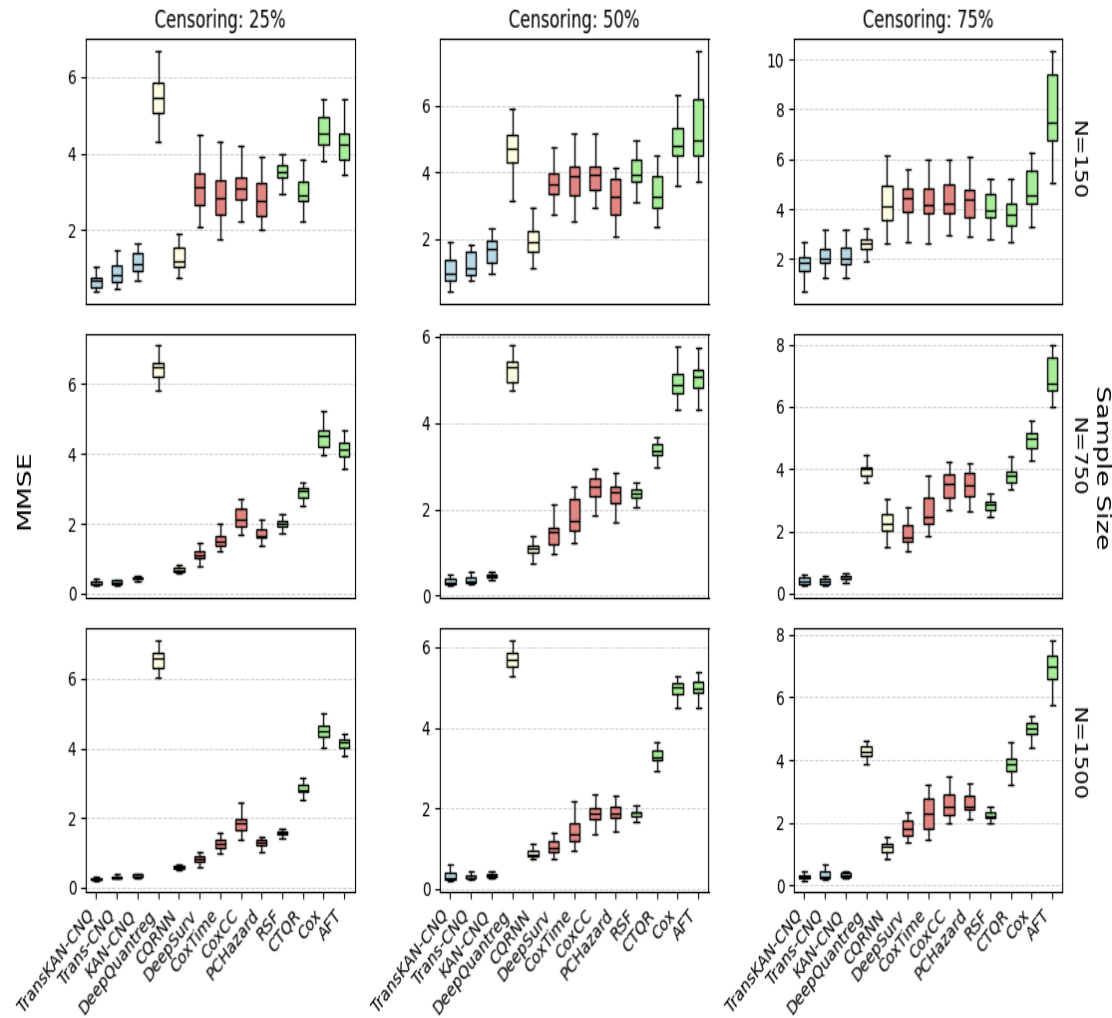 Censoring: 25%
Censoring: 50%
Censoring: 75%
6
4
2
6
4
2
0
10
8
6
4
2
N=150
MMSE
6
4
2
0
6
4
2
0
8
6
4
2
0
N=750
Sample Size
6
4
2
0
6
4
2
0
8
6
4
2
0
N=1500
TransKAN-CNQ
Trans-CNQ
KAN-CNQ
DeepQuantreg
CQRNN
DeepSurv
CoxTime
CoxCC
PCHazard
RSF
CTQR
Cox
AFT
TransKAN-CNQ
Trans-CNQ
KAN-CNQ
DeepQuantreg
CQRNN
DeepSurv
CoxTime
CoxCC
PCHazard
RSF
CTQR
Cox
AFT
TransKAN-CNQ
Trans-CNQ
KAN-CNQ
DeepQuantreg
CQRNN
DeepSurv
CoxTime
CoxCC
PCHazard
RSF
CTQR
Cox
AFT